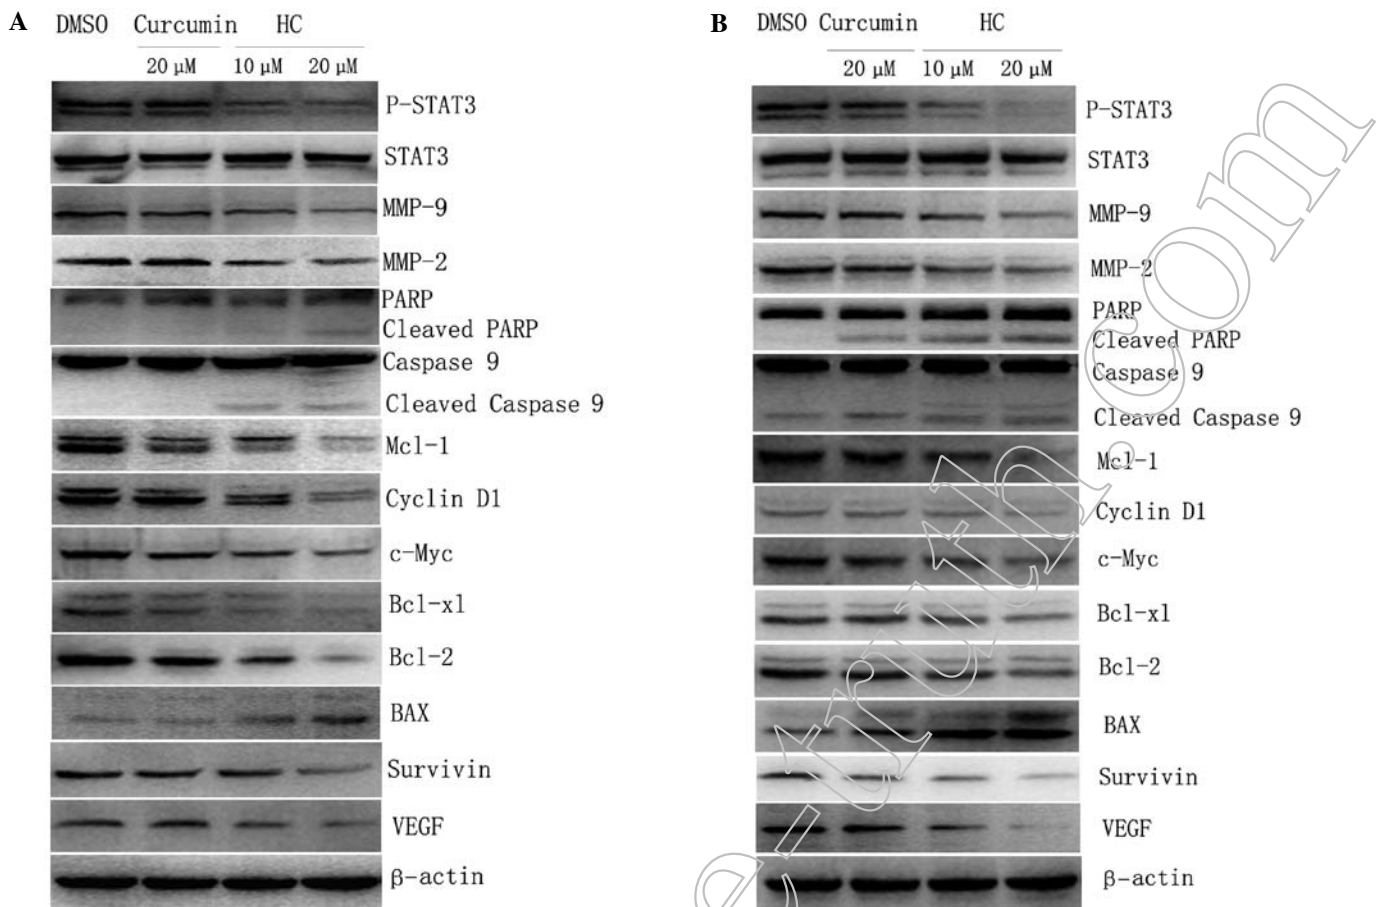 A
DMSO Curcumin HC
20 μM 10 μM 20 μM
P-STAT3
STAT3
MMP-9
MMP-2
PARP
Cleaved PARP
Caspase 9
Cleaved Caspase 9
Mcl-1
Cyclin D1
c-Myc
Bcl-xl
Bcl-2
BAX
Survivin
VEGF
β-actin
B
DMSO Curcumin HC
20 μM 10 μM 20 μM
P-STAT3
STAT3
MMP-9
MMP-2
PARP
Cleaved PARP
Caspase 9
Cleaved Caspase 9
Mcl-1
Cyclin D1
c-Myc
Bcl-xl
Bcl-2
BAX
Survivin
VEGF
β-actin
e-truth.com